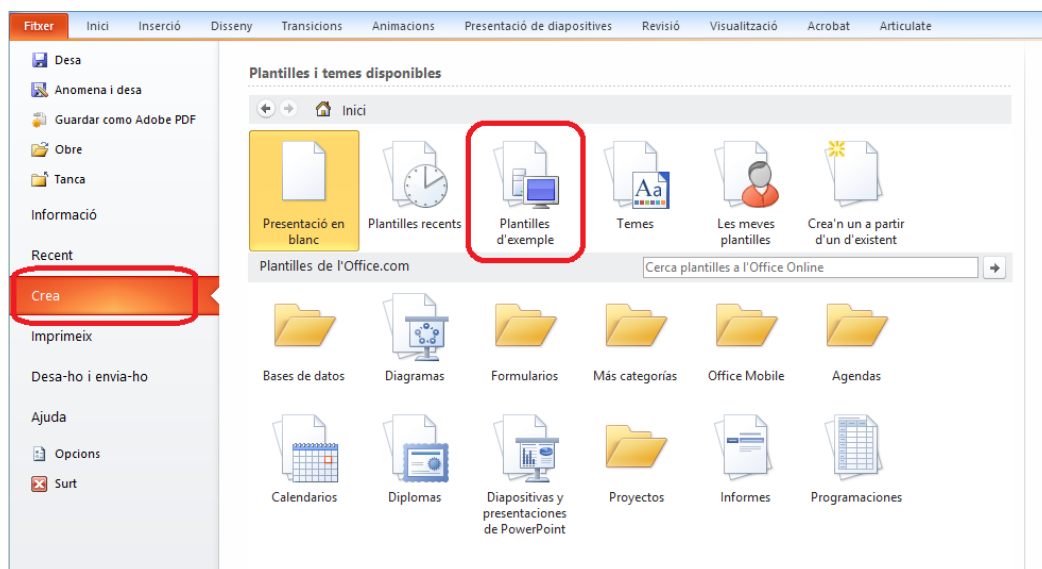 Fitxer Inici Inserció Disseny Transicions Animacions Presentació de diapositives Revisió Visualització Acrobat Articulate
Desa
Anomena i desa
Guardar como Adobe PDF
Obre
Tanca
Informació
Recent
Crea
Imprimeix
Desa-ho i envia-ho
Ajuda
Opcions
Surt
Plantilles i temes disponibles
Inici
Presentació en
blanc
Plantilles recents
Plantilles
d'exemple
Aa
Temes
Les meves
plantilles
Crea'n un a partir
d'un d'existent
Plantilles de l'Office.com
Cerca plantilles a l'Office Online
Bases de datos
Diagramas
Formularios
Más categorías
Office Mobile
Agendas
Calendarios
Diplomas
Diapositivas y
presentaciones
de PowerPoint
Proyectos
Informes
Programaciones